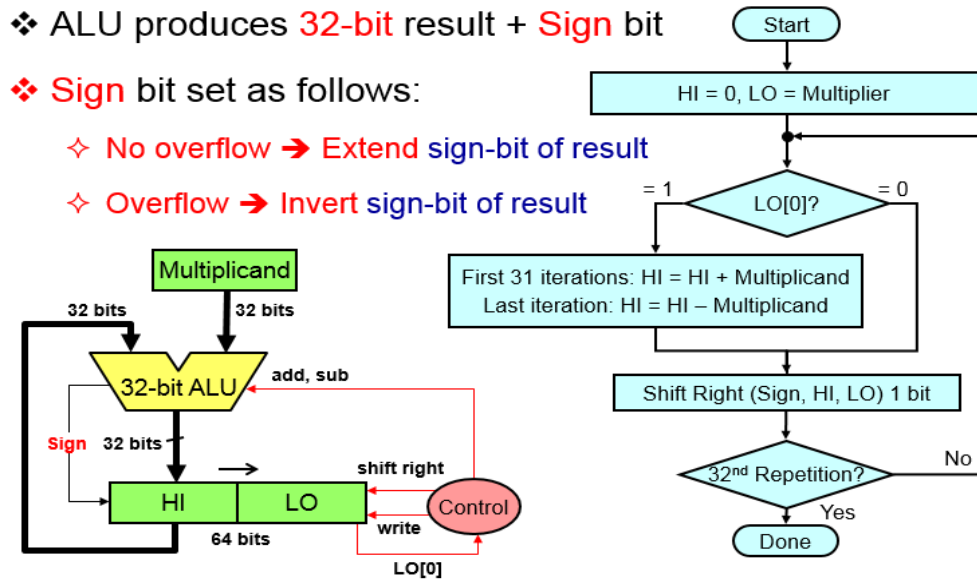 ❖ ALU produces 32-bit result + Sign bit
❖ Sign bit set as follows:
✧ No overflow ➔ Extend sign-bit of result
✧ Overflow ➔ Invert sign-bit of result
Multiplicand
32 bits
32 bits
32-bit ALU
add, sub
Sign
32 bits
shift right
HI
LO
Control
write
64 bits
LO[0]
Start
HI = 0, LO = Multiplier
= 1
= 0
LO[0]?
First 31 iterations: HI = HI + Multiplicand
Last iteration: HI = HI – Multiplicand
Shift Right (Sign, HI, LO) 1 bit
32nd Repetition?
No
Yes
Done